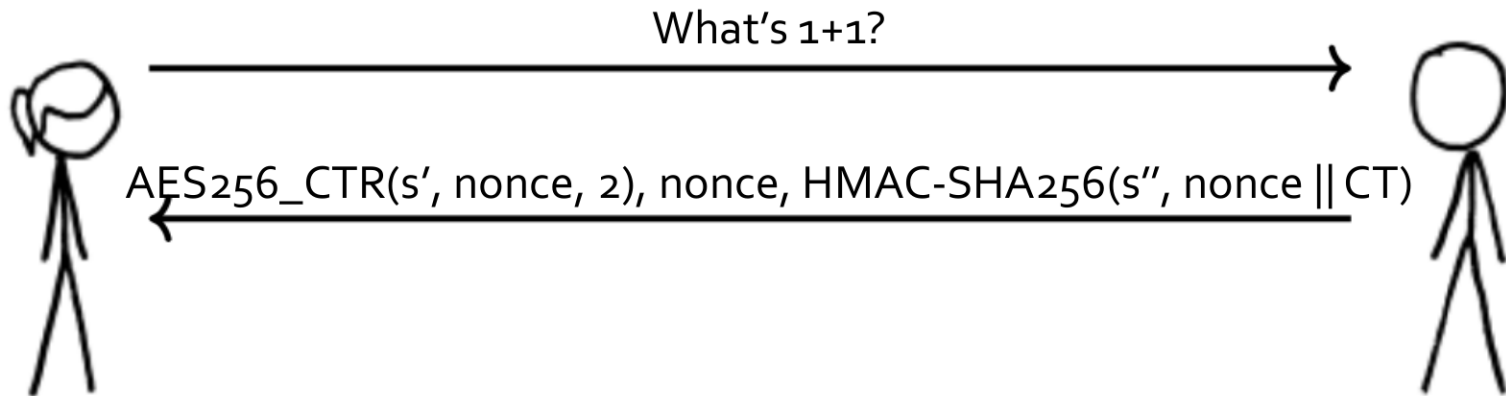 What's 1+1?
AES256_CTR(s′, nonce, 2), nonce, HMAC-SHA256(s″, nonce || CT)